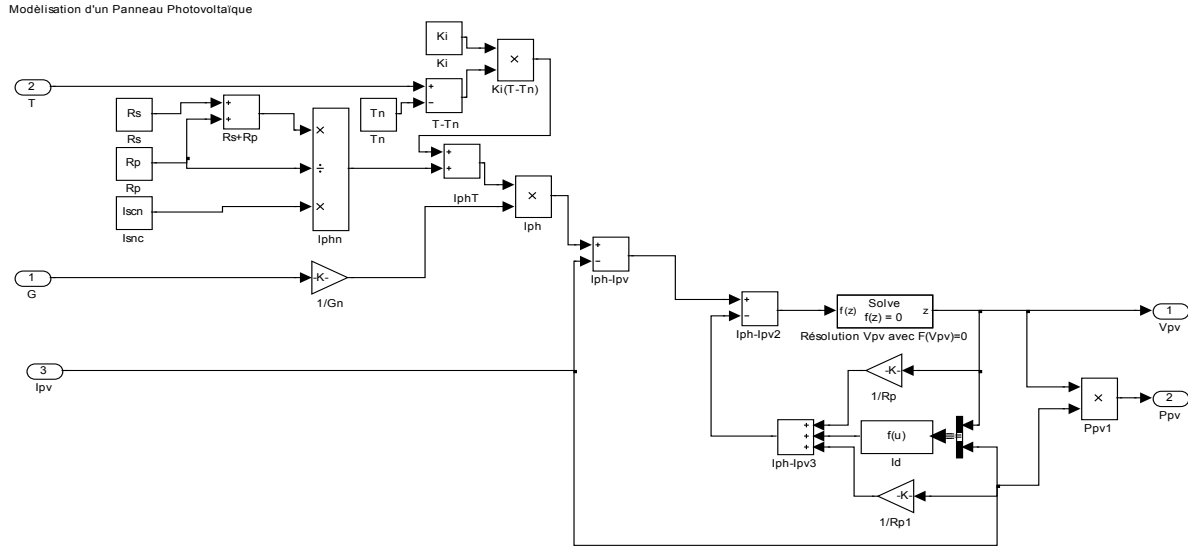 Modèlisation d'un Panneau Photovoltaïque
Ki
Ki
×
Ki(T-Tn)
2
T
+
−
T-Tn
Tn
Tn
Rs
Rs
+
+
Rs+Rp
Rp
Rp
Iscn
Isnc
×
÷
×
Iphn
+
+
IphT
×
Iph
1
G
-K-
1/Gn
+
−
Iph-Ipv
+
−
Iph-Ipv2
f(z)
Solve
f(z) = 0
z
Résolution Vpv avec F(Vpv)=0
1
Vpv
3
Ipv
-K-
1/Rp
×
Ppv1
2
Ppv
+
+
+
Iph-Ipv3
f(u)
Id
-K-
1/Rp1